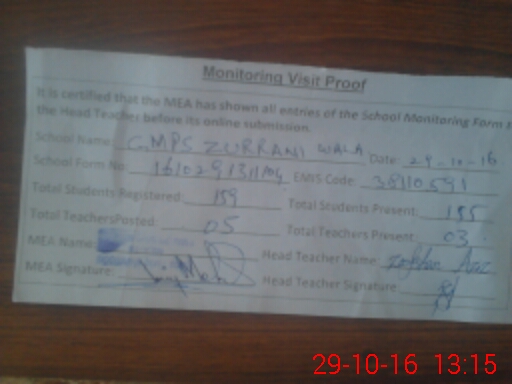 Monitoring Visit Proof
It is certified that the MEA has shown all entries of the School Monitoring Form to
the Head Teacher before its online submission.
School Name: G.MPS ZURRANI WALA Date: 29-10-16
School Form No: EMIS Code: 38110591
Total Students Registered: 159 Total Students Present: 155
Total TeachersPosted: 05 Total Teachers Present: 03
MEA Name: Head Teacher Name:
MEA Signature: Head Teacher Signature:
29-10-16 13:15